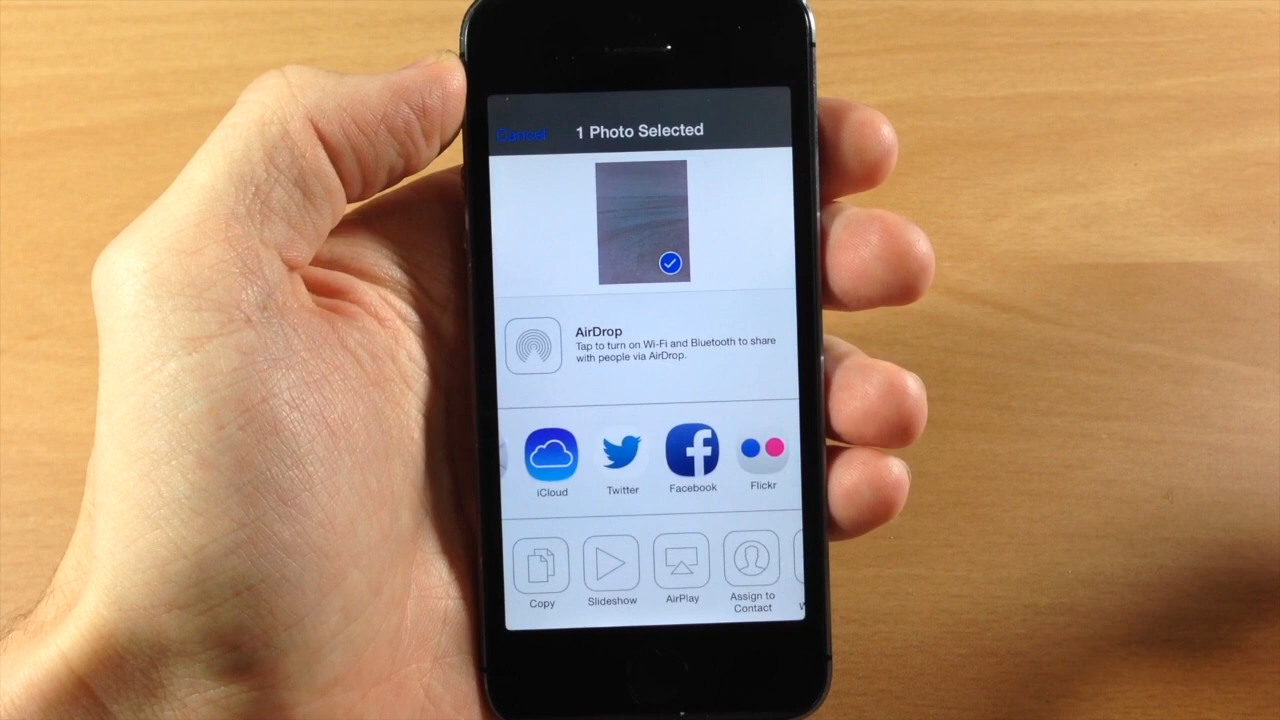 Cancel
1 Photo Selected
AirDrop
Tap to turn on Wi-Fi and Bluetooth to share
with people via AirDrop.
iCloud
Twitter
Facebook
Flickr
Copy
Slideshow
AirPlay
Assign to
Contact